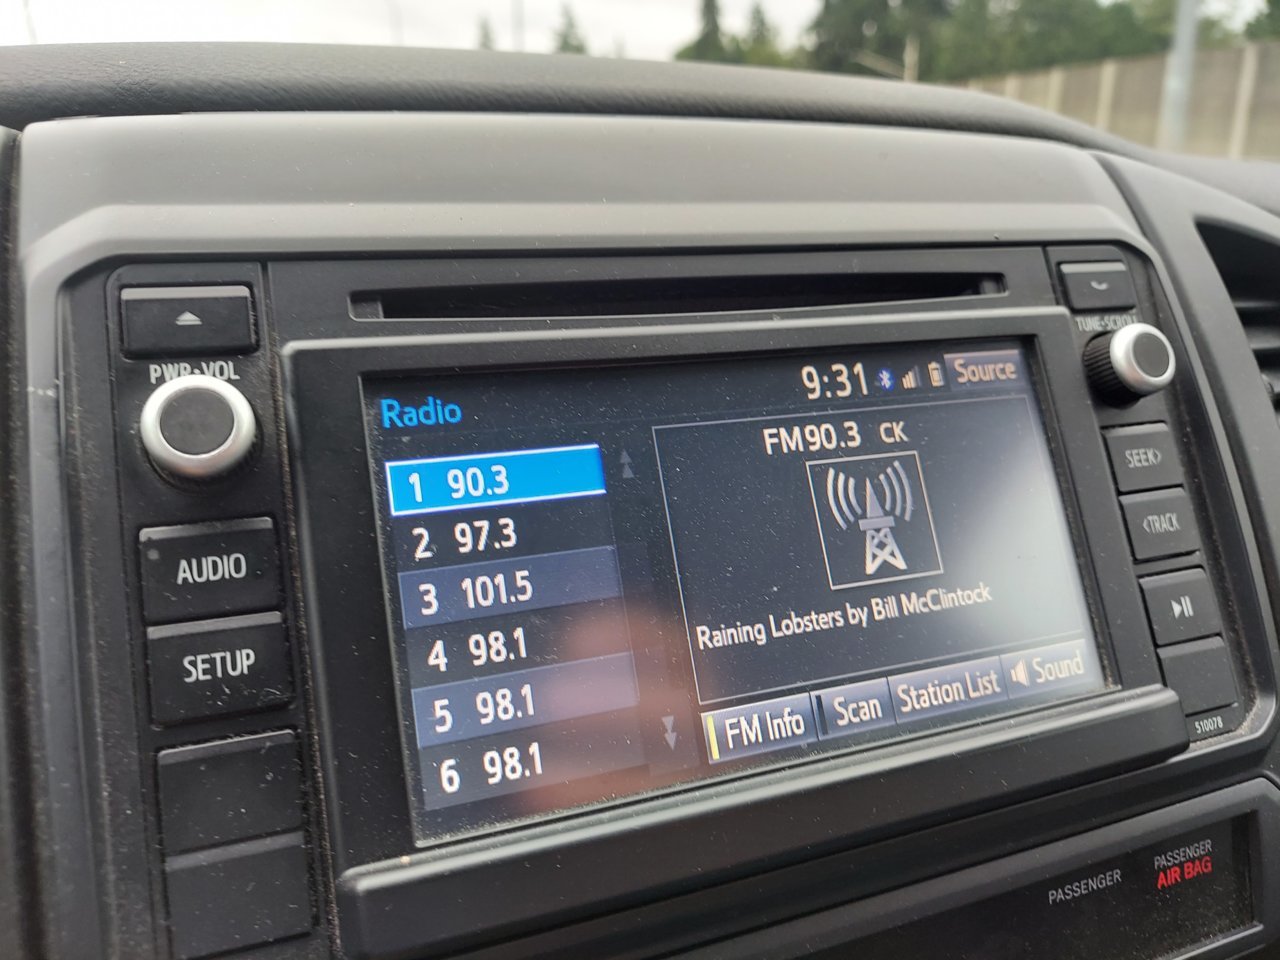 PWR·VOL
AUDIO
SETUP
Radio
9:31
Source
1 90.3
2 97.3
3 101.5
4 98.1
5 98.1
6 98.1
FM90.3 CK
Raining Lobsters by Bill McClintock
FM Info
Scan
Station List
Sound
TUNE·SCROLL
SEEK>
<TRACK
510078
PASSENGER
PASSENGER
AIR BAG